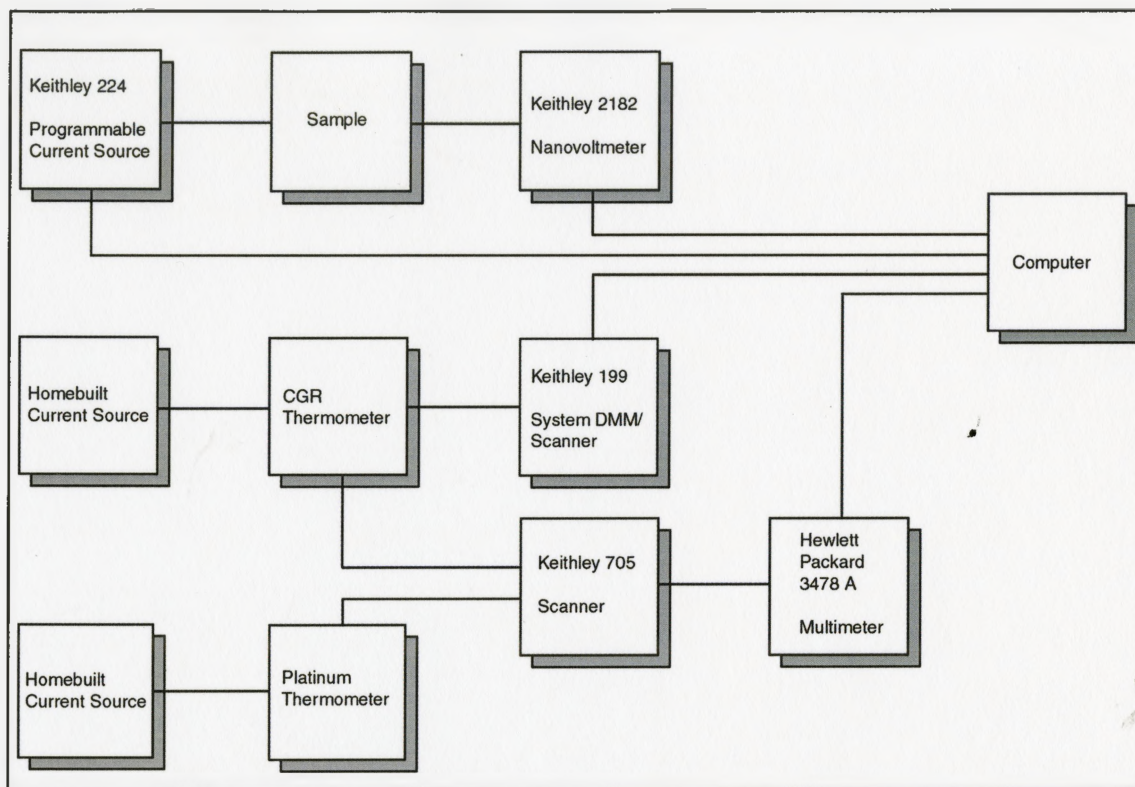 Keithley 224
Programmable
Current Source
Sample
Keithley 2182
Nanovoltmeter
Computer
Homebuilt
Current Source
CGR
Thermometer
Keithley 199
System DMM/
Scanner
Keithley 705
Scanner
Hewlett
Packard
3478 A
Multimeter
Homebuilt
Current Source
Platinum
Thermometer